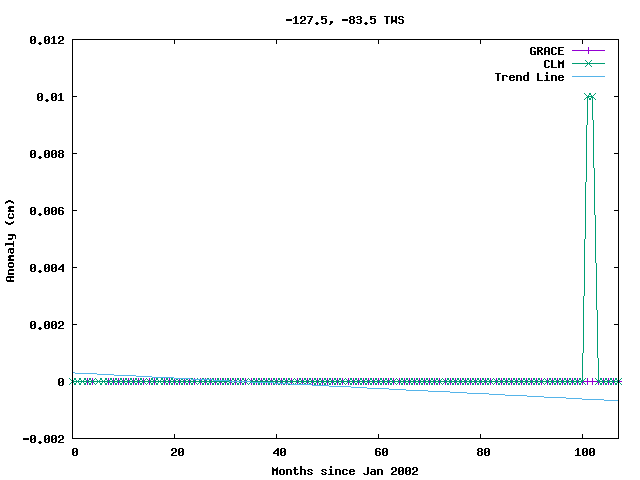 -127.5, -83.5 TWS
0.012
0.01
0.008
0.006
0.004
0.002
0
-0.002
Anomaly (cm)
GRACE
CLM
Trend Line
0 20 40 60 80 100
Months since Jan 2002